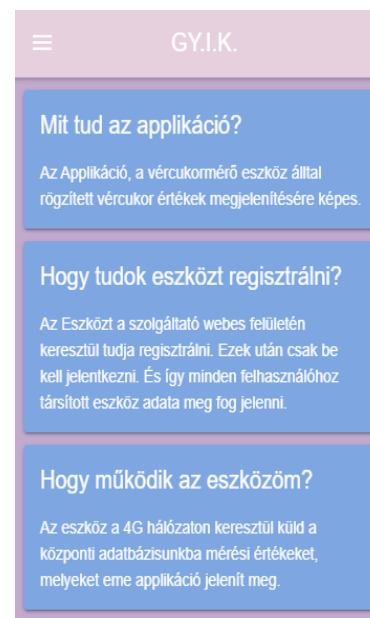 GY.I.K.
Mit tud az applikáció?
Az Applikáció, a vércukormérő eszköz álltal
rögzített vércukor értékek megjelenítésére képes.
Hogy tudok eszközt regisztrálni?
Az Eszközt a szolgáltató webes felületén
keresztül tudja regisztrálni. Ezek után csak be
kell jelentkezni. És így minden felhasználóhoz
társított eszköz adata meg fog jelenni.
Hogy működik az eszközöm?
Az eszköz a 4G hálózaton keresztül küld a
központi adatbázisunkba mérési értékeket,
melyeket eme applikáció jelenít meg.